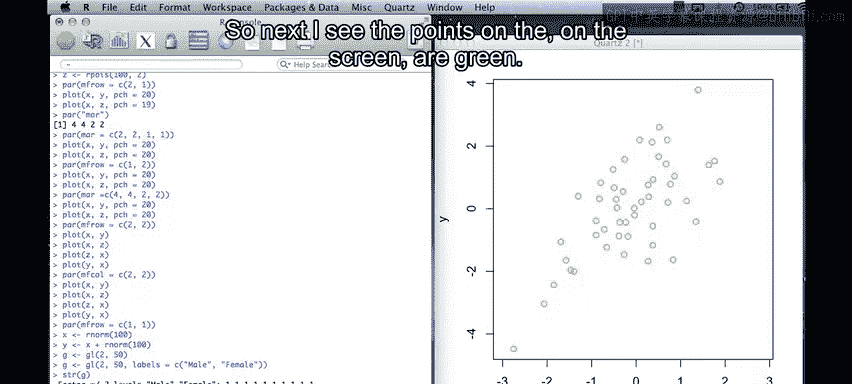 R File Edit Format Workspace Packages & Data Misc Quartz Window Help
So next I see the points on the, on the
screen, are green.
Quartz 2 [*]
Help Sear
> z <- rpois(100, 2)
> par(mfrow = c(2, 1))
> plot(x, y, pch = 20)
> plot(x, z, pch = 19)
> par("mar")
[1] 4 4 2 2
> par(mar = c(2, 2, 1, 1))
> plot(x, y, pch = 20)
> plot(x, z, pch = 20)
> par(mfrow = c(1, 2))
> plot(x, y, pch = 20)
> plot(x, z, pch = 20)
> par(mar =c(4, 4, 2, 2))
> plot(x, y, pch = 20)
> plot(x, z, pch = 20)
> par(mfrow = c(2, 2))
> plot(x, y)
> plot(x, z)
> plot(z, x)
> plot(y, x)
> par(mfcol = c(2, 2))
> plot(x, y)
> plot(x, z)
> plot(z, x)
> plot(y, x)
> par(mfrow = c(1, 1))
> x <- rnorm(100)
> y <- x + rnorm(100)
> g <- gl(2, 50)
> g <- gl(2, 50, labels = c("Male", "Female"))
> str(g)
y
4
2
0
-2
-4
-3 -2 -1 0 1 2 3